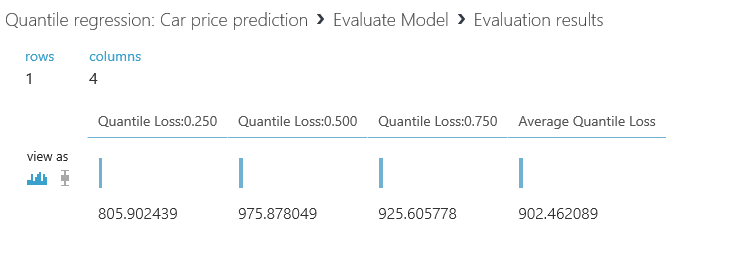 Quantile regression: Car price prediction › Evaluate Model › Evaluation results
rows columns
1 4
Quantile Loss:0.250 Quantile Loss:0.500 Quantile Loss:0.750 Average Quantile Loss
view as
805.902439 975.878049 925.605778 902.462089